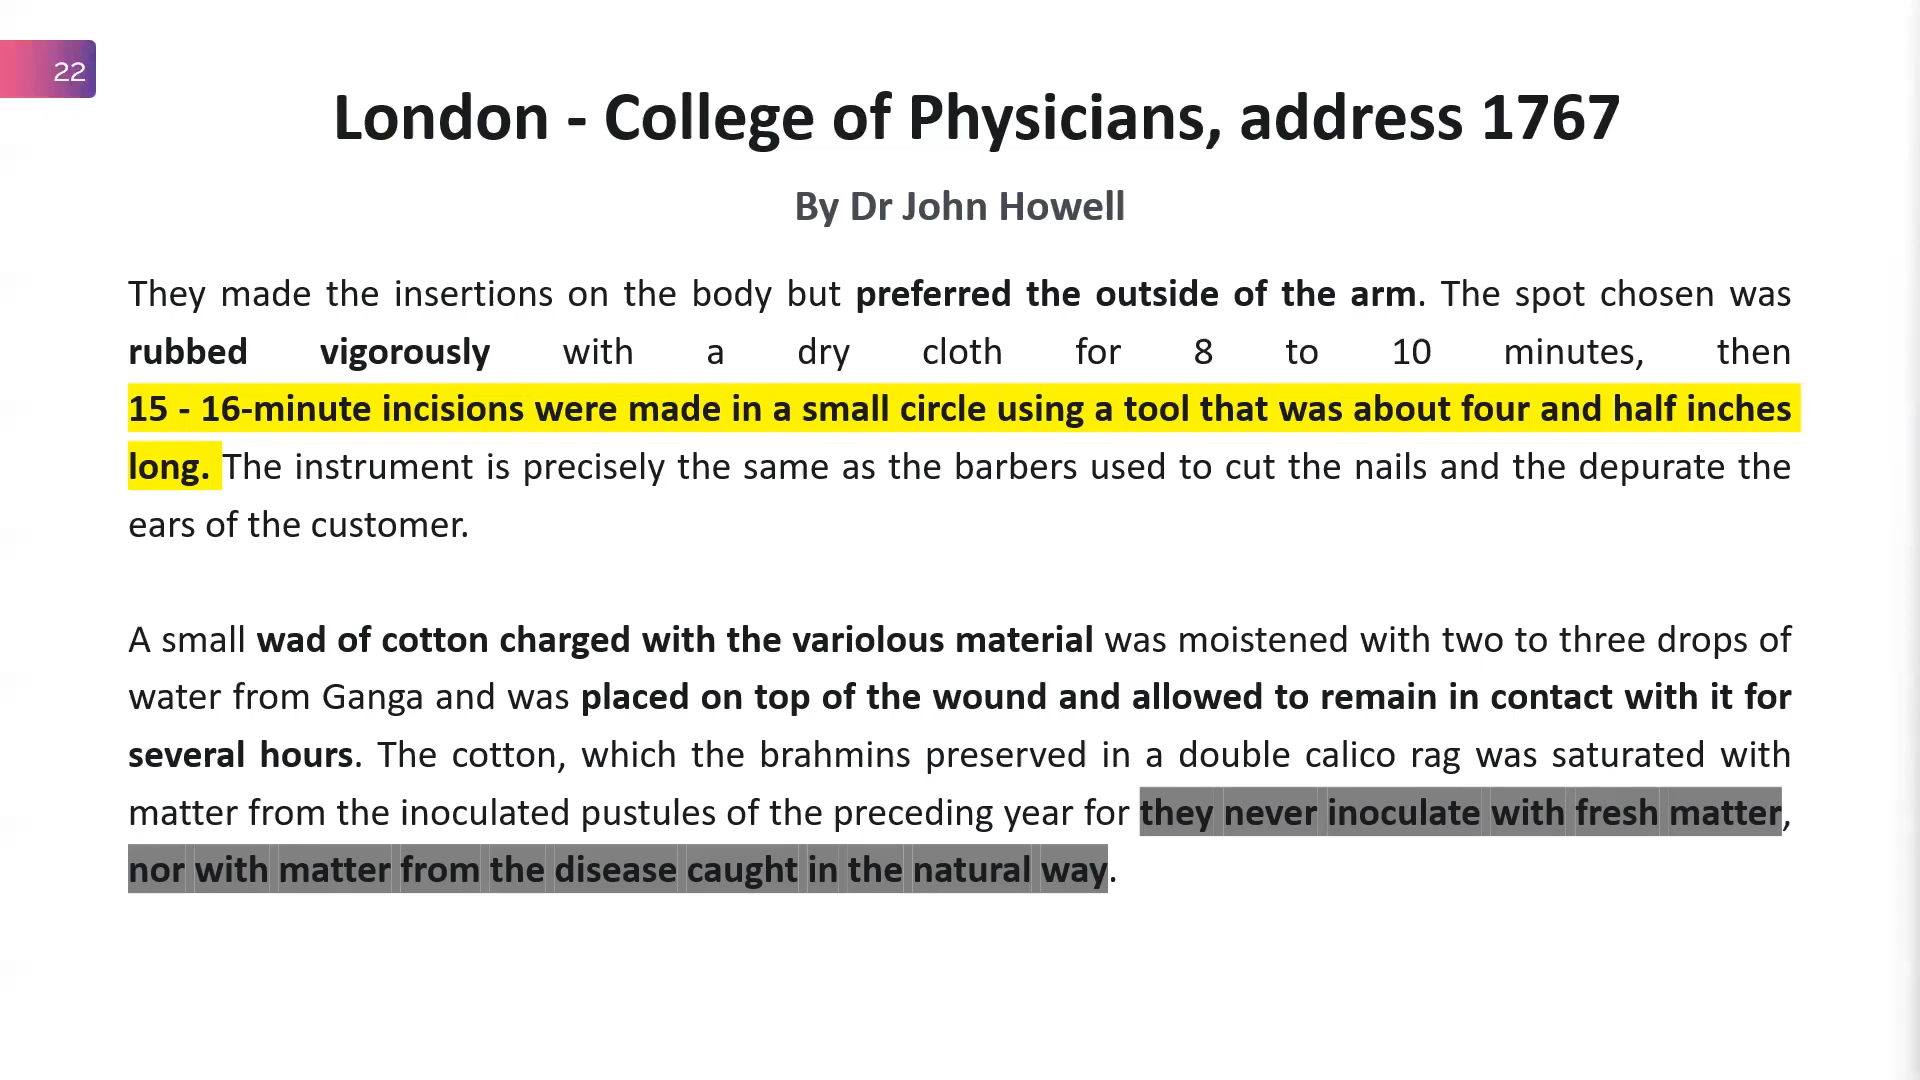 22
London - College of Physicians, address 1767
By Dr John Howell
They made the insertions on the body but preferred the outside of the arm. The spot chosen was
rubbed vigorously with a dry cloth for 8 to 10 minutes, then
15 - 16-minute incisions were made in a small circle using a tool that was about four and half inches
long. The instrument is precisely the same as the barbers used to cut the nails and the depurate the
ears of the customer.
A small wad of cotton charged with the variolous material was moistened with two to three drops of
water from Ganga and was placed on top of the wound and allowed to remain in contact with it for
several hours. The cotton, which the brahmins preserved in a double calico rag was saturated with
matter from the inoculated pustules of the preceding year for they never inoculate with fresh matter,
nor with matter from the disease caught in the natural way.